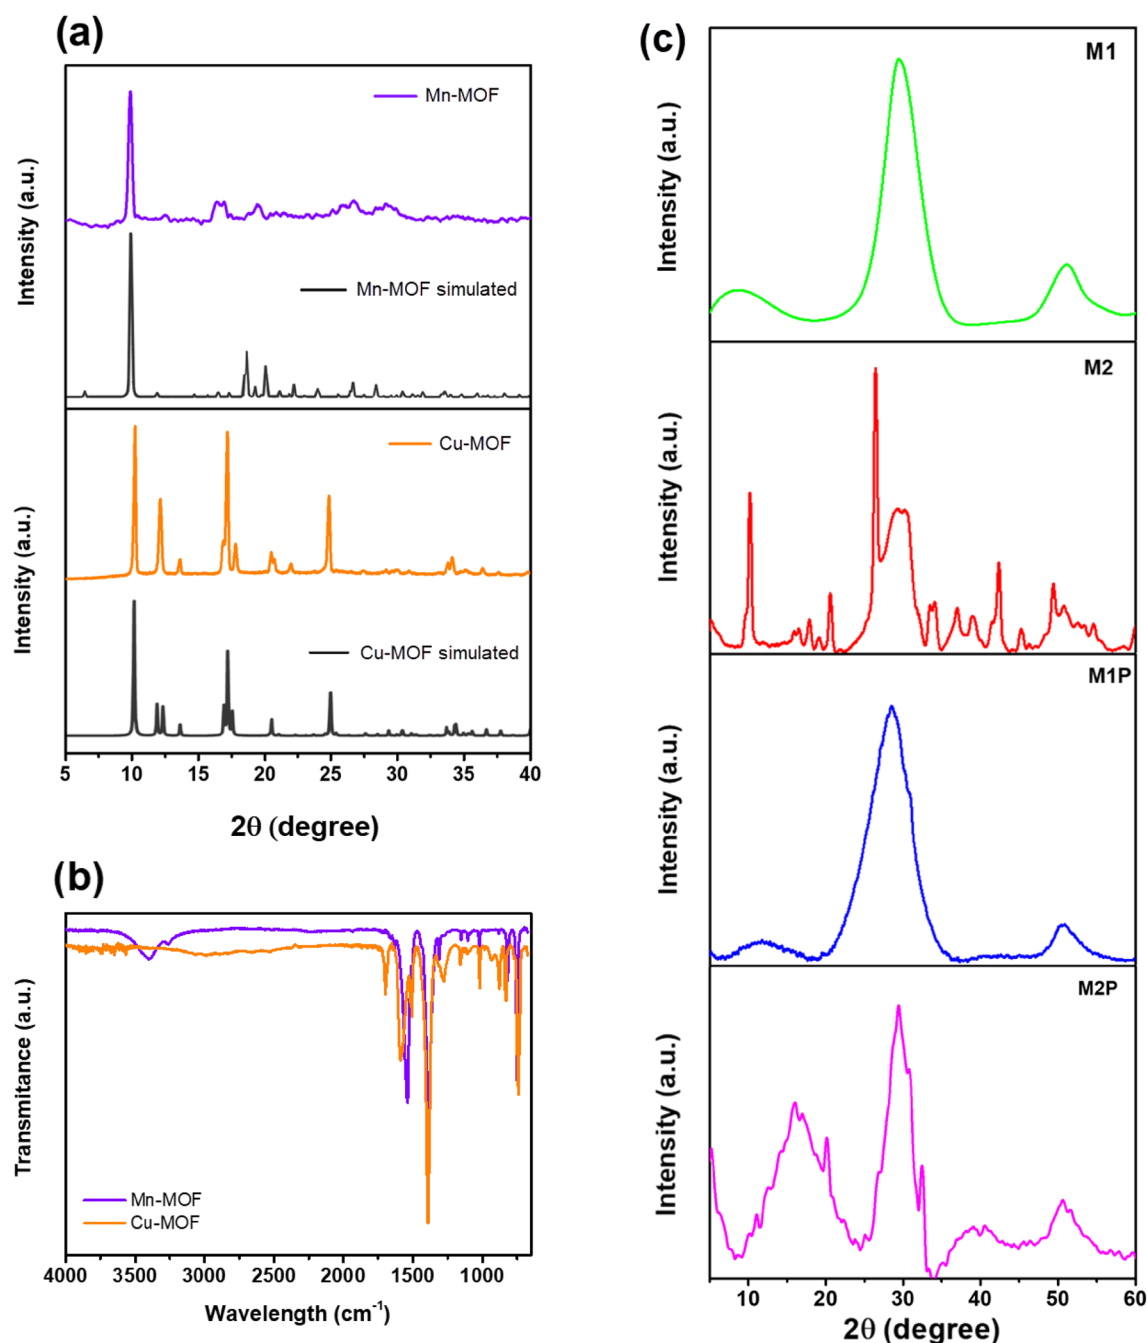 (a)
Intensity (a.u.)
Mn-MOF
Mn-MOF simulated
Intensity (a.u.)
Cu-MOF
Cu-MOF simulated
5 10 15 20 25 30 35 40
2θ (degree)
(b)
Transmitance (a.u.)
Mn-MOF
Cu-MOF
4000 3500 3000 2500 2000 1500 1000
Wavelength (cm⁻¹)
(c)
Intensity (a.u.)
M1
Intensity (a.u.)
M2
Intensity (a.u.)
M1P
Intensity (a.u.)
M2P
10 20 30 40 50 60
2θ (degree)